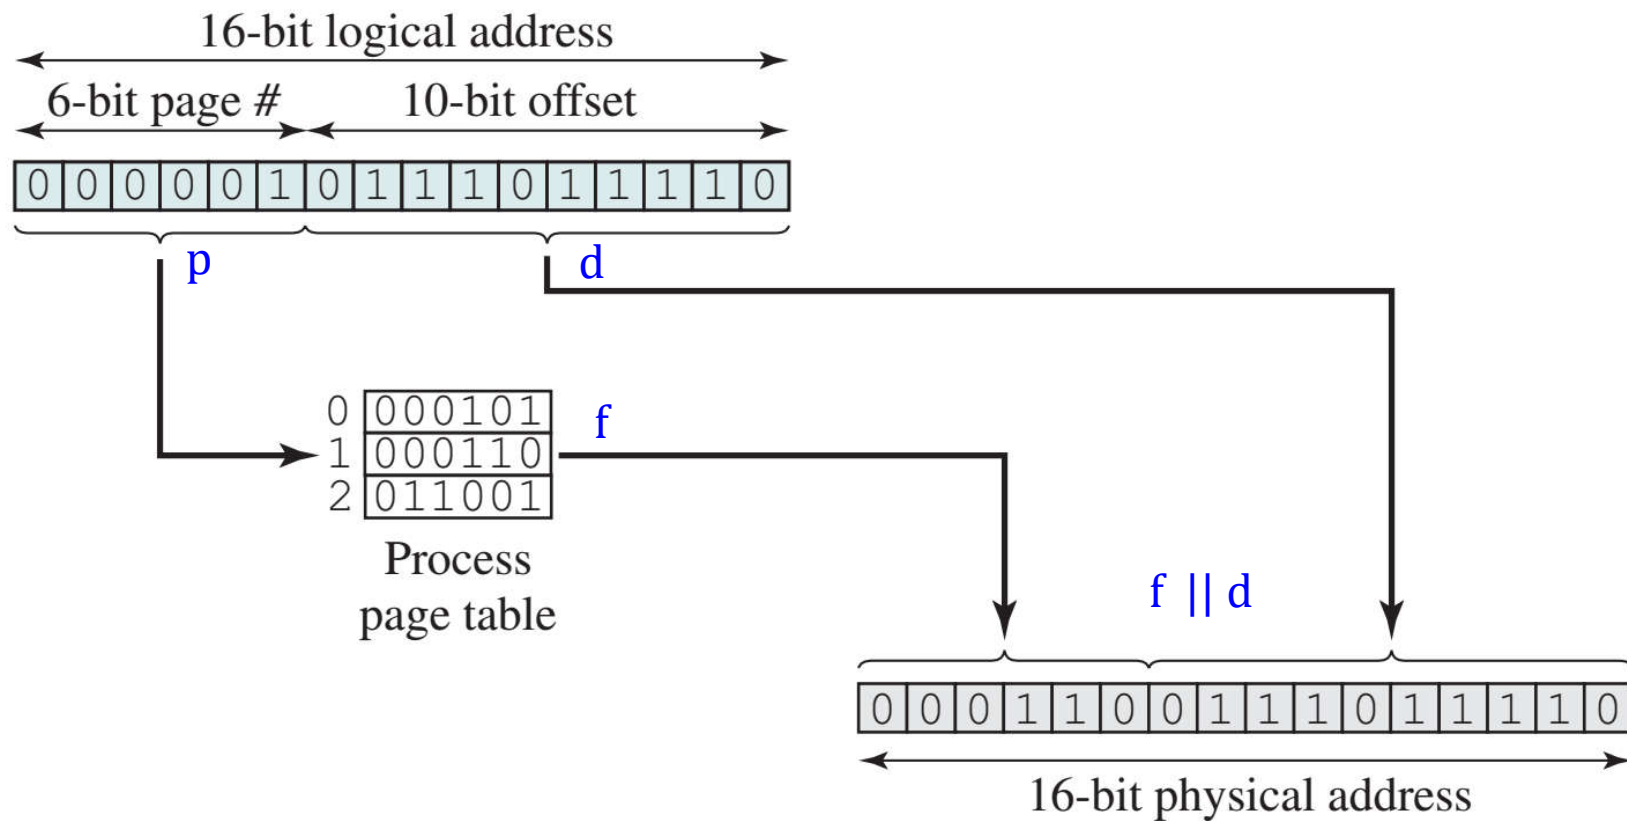 16-bit logical address
6-bit page # 10-bit offset
0 0 0 0 0 1 0 1 1 1 0 1 1 1 1 0
p d
0 000101 f
1 000110
2 011001
Process
page table
f || d
0 0 0 1 1 0 0 1 1 1 0 1 1 1 1 0
16-bit physical address